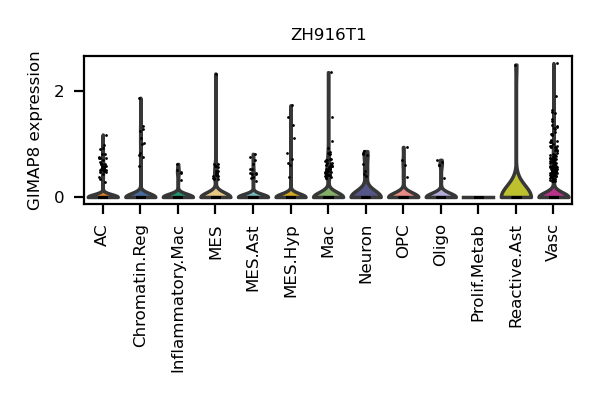 ZH916T1
GIMAP8 expression
2
0
AC
Chromatin.Reg
Inflammatory.Mac
MES
MES.Ast
MES.Hyp
Mac
Neuron
OPC
Oligo
Prolif.Metab
Reactive.Ast
Vasc